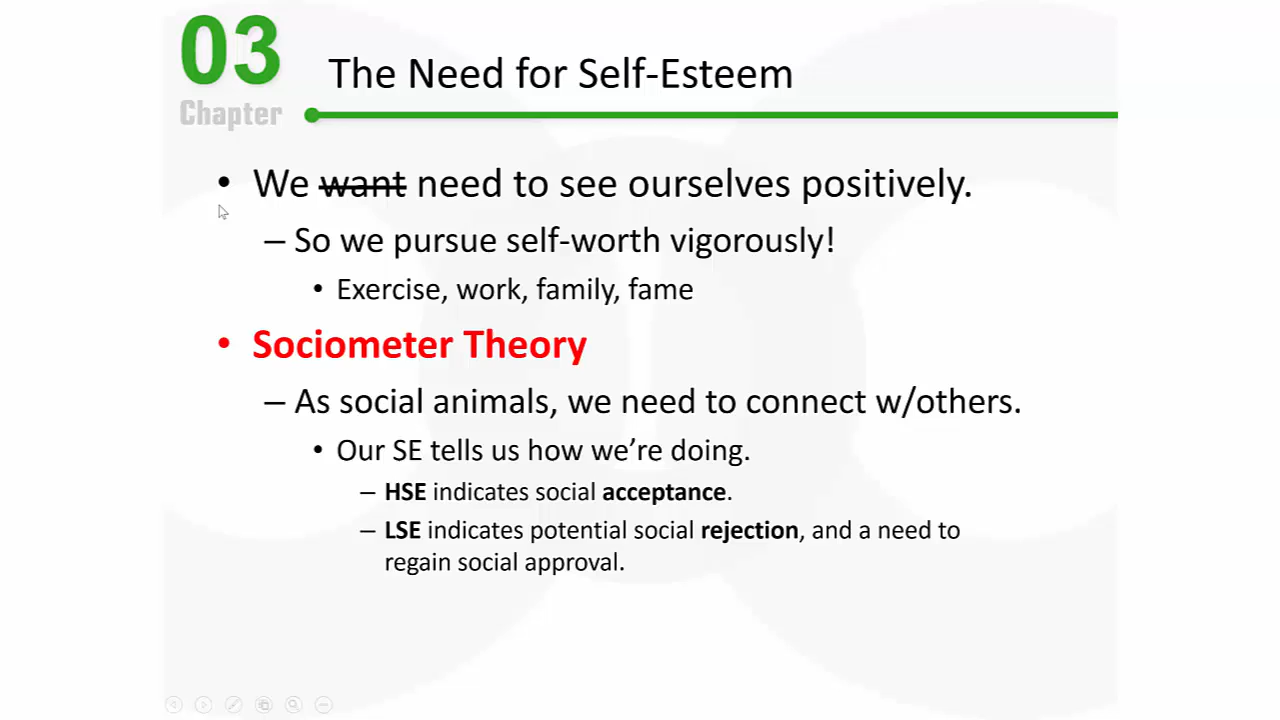 03
Chapter
The Need for Self-Esteem
• We want need to see ourselves positively.
– So we pursue self-worth vigorously!
• Exercise, work, family, fame
• Sociometer Theory
– As social animals, we need to connect w/others.
• Our SE tells us how we’re doing.
– HSE indicates social acceptance.
– LSE indicates potential social rejection, and a need to
regain social approval.